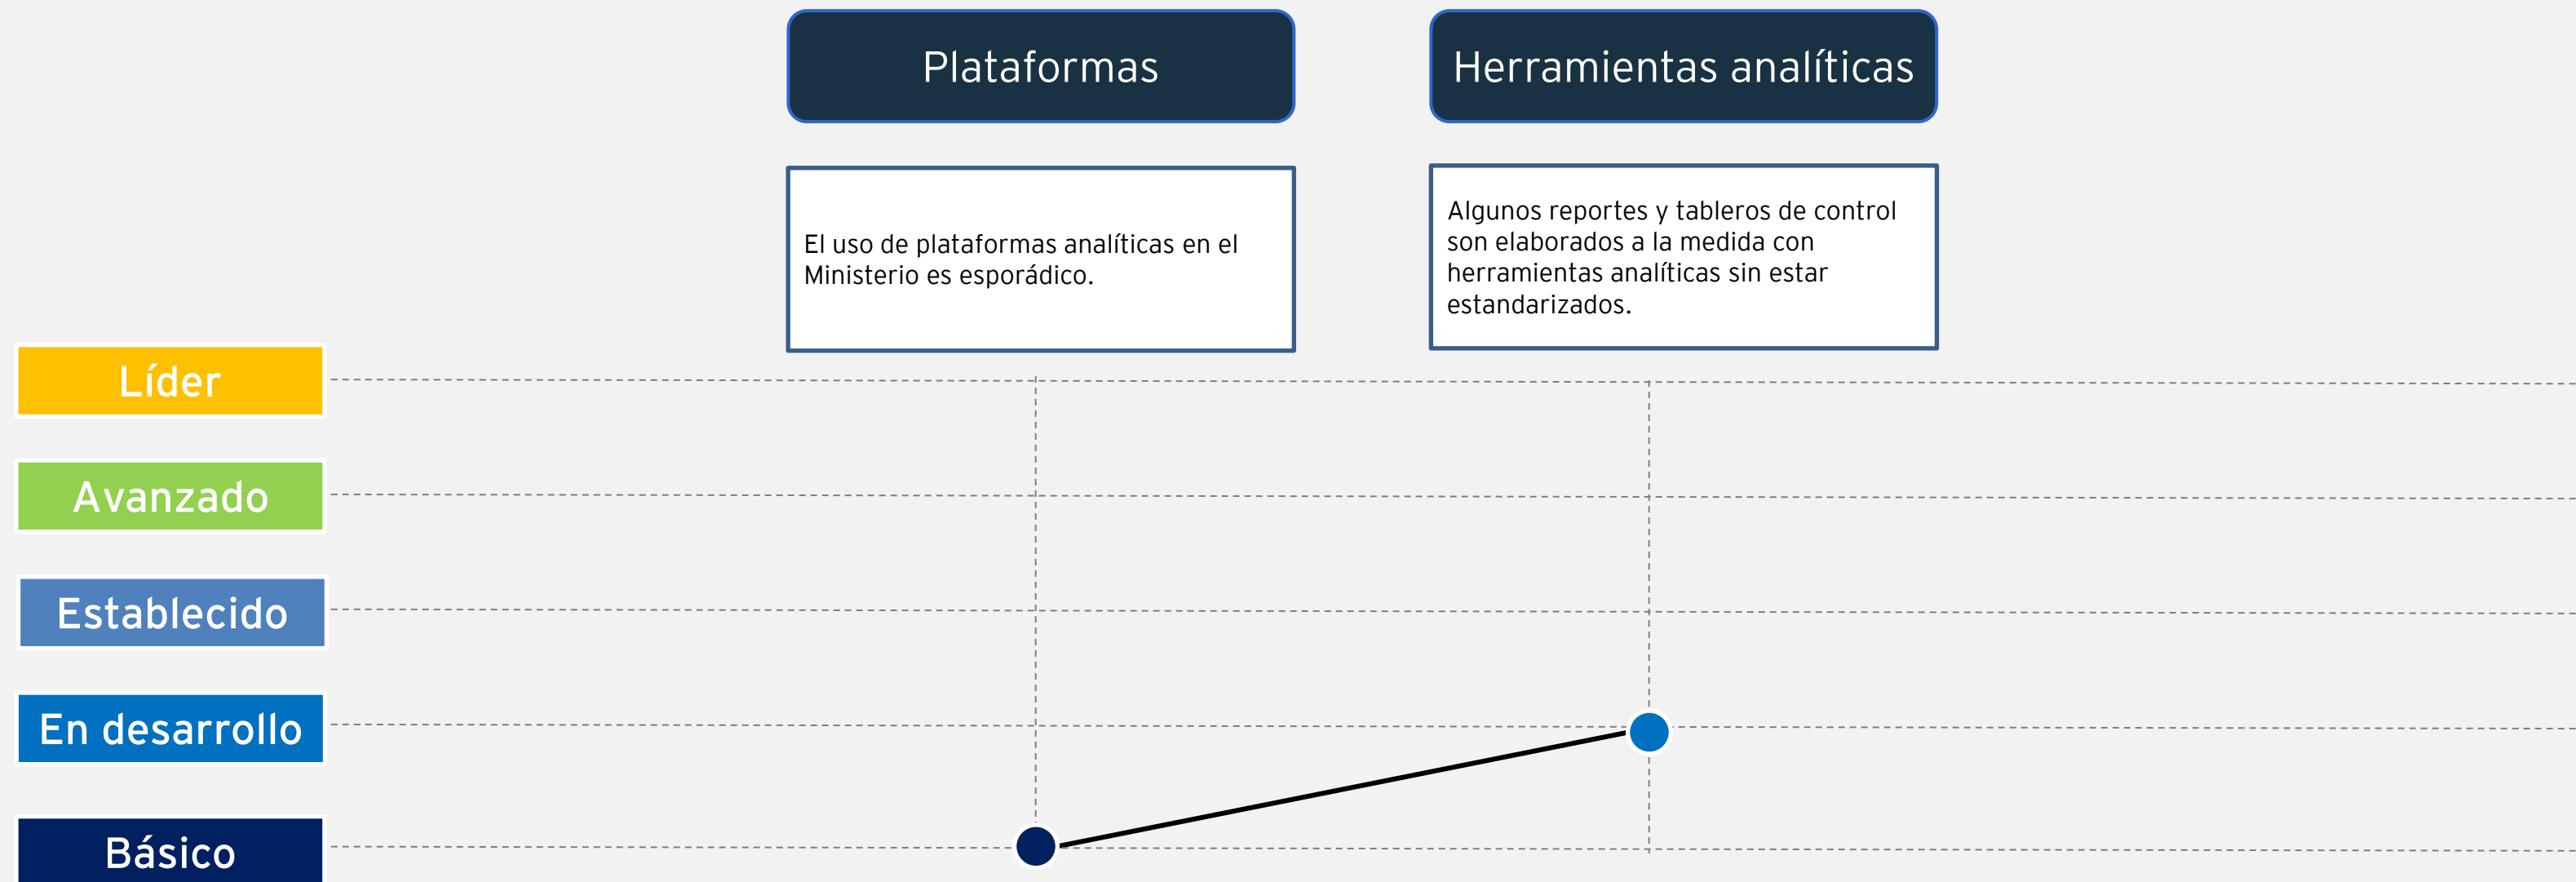 Plataformas
Herramientas analíticas
El uso de plataformas analíticas en el
Ministerio es esporádico.
Algunos reportes y tableros de control
son elaborados a la medida con
herramientas analíticas sin estar
estandarizados.
Líder
Avanzado
Establecido
En desarrollo
Básico